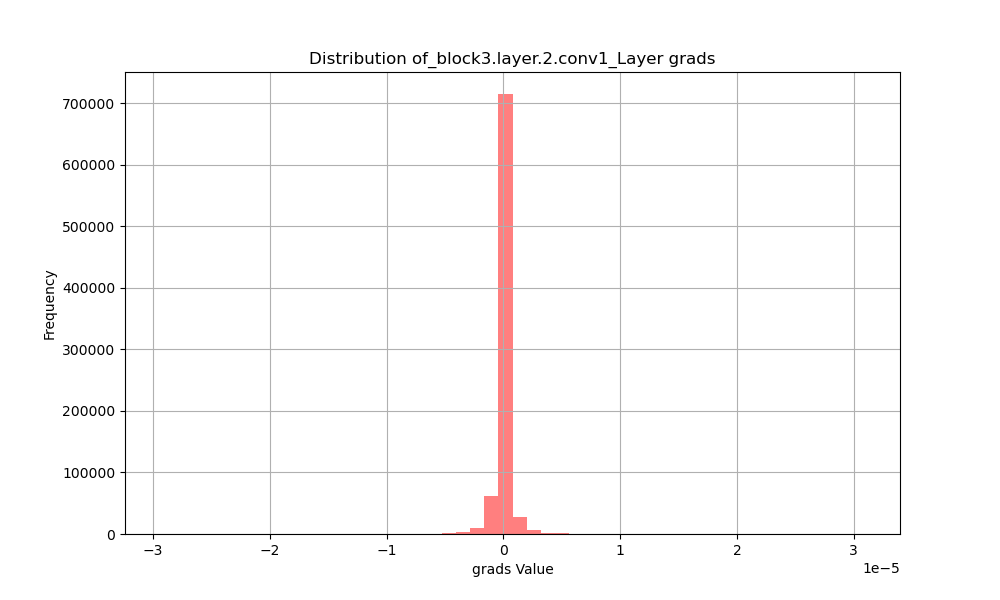 Distribution of_block3.layer.2.conv1_Layer grads
700000
600000
500000
400000
300000
200000
100000
0
Frequency
−3 −2 −1 0 1 2 3
1e−5
grads Value